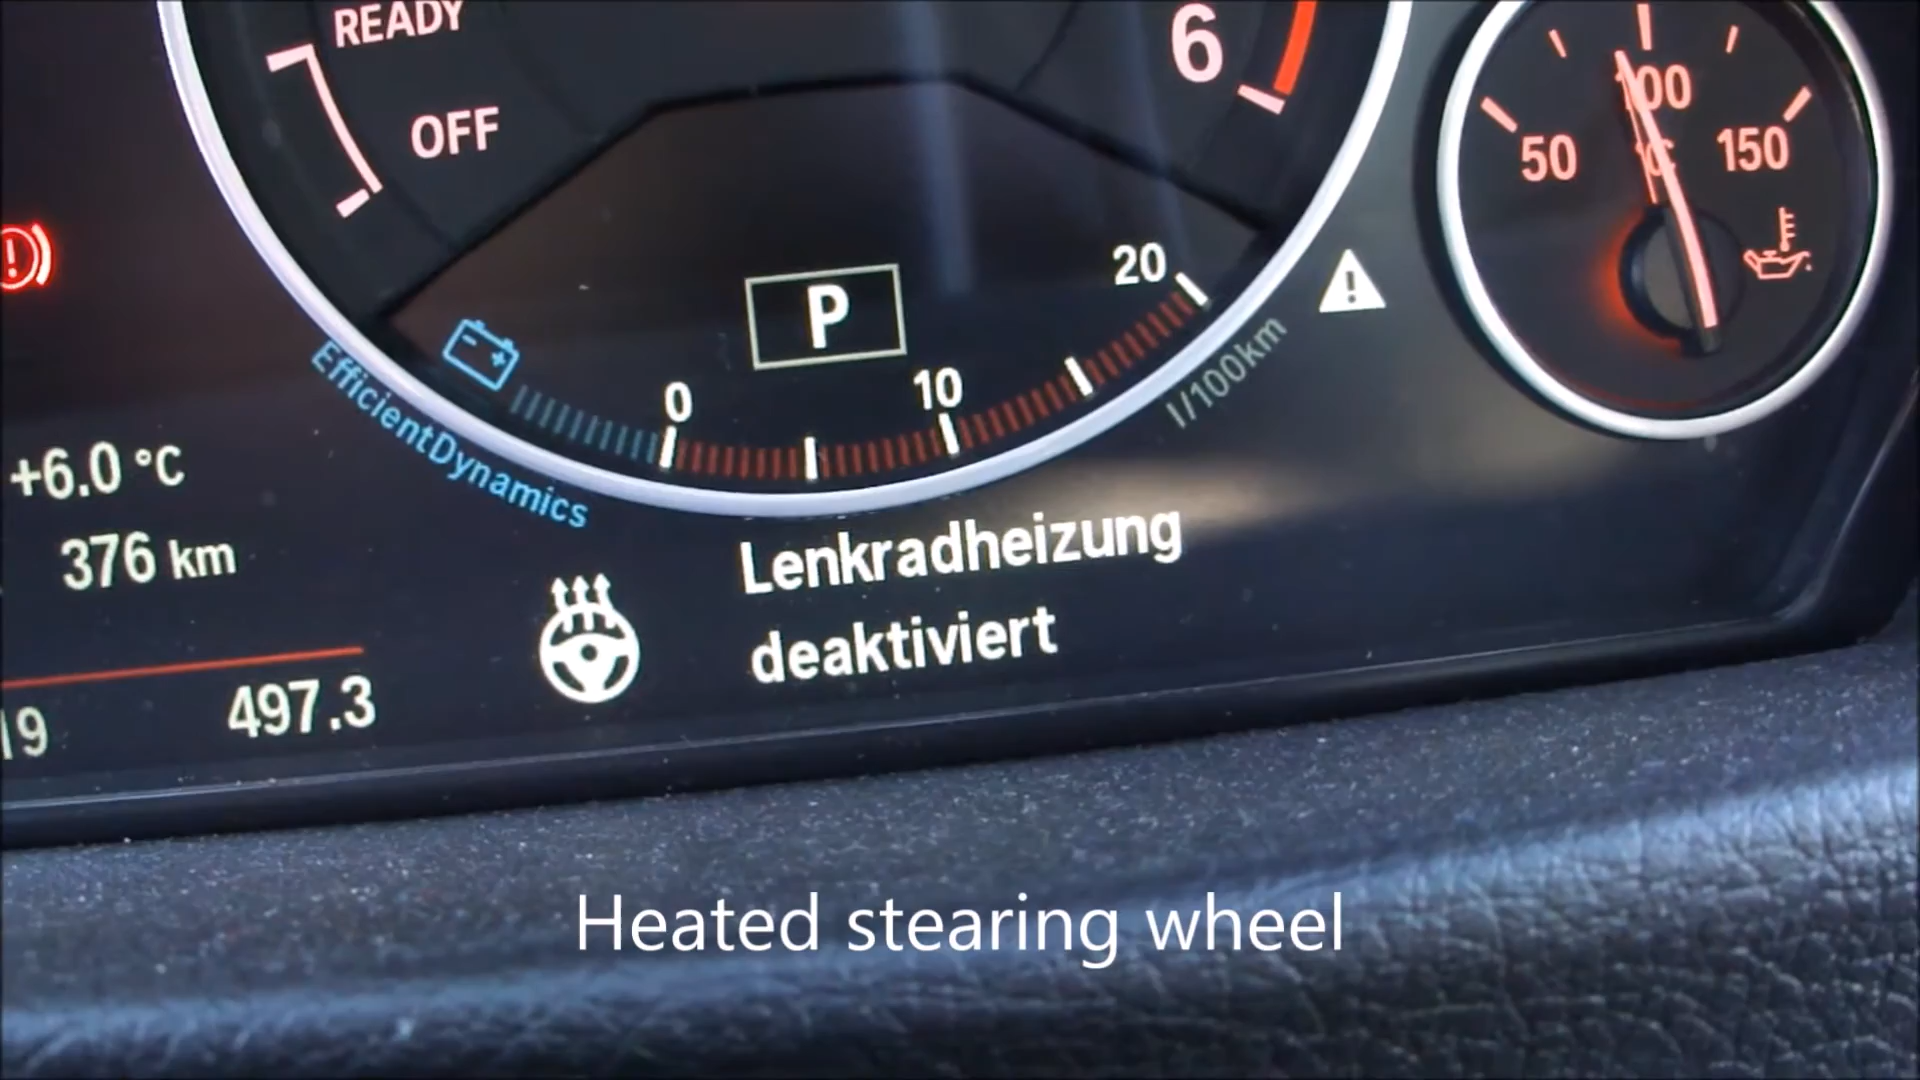 READY
OFF
6
50
100
°C
150
P
20
0
10
l/100km
EfficientDynamics
+6.0 °C
376 km
19
497.3
Lenkradheizung
deaktiviert
Heated stearing wheel